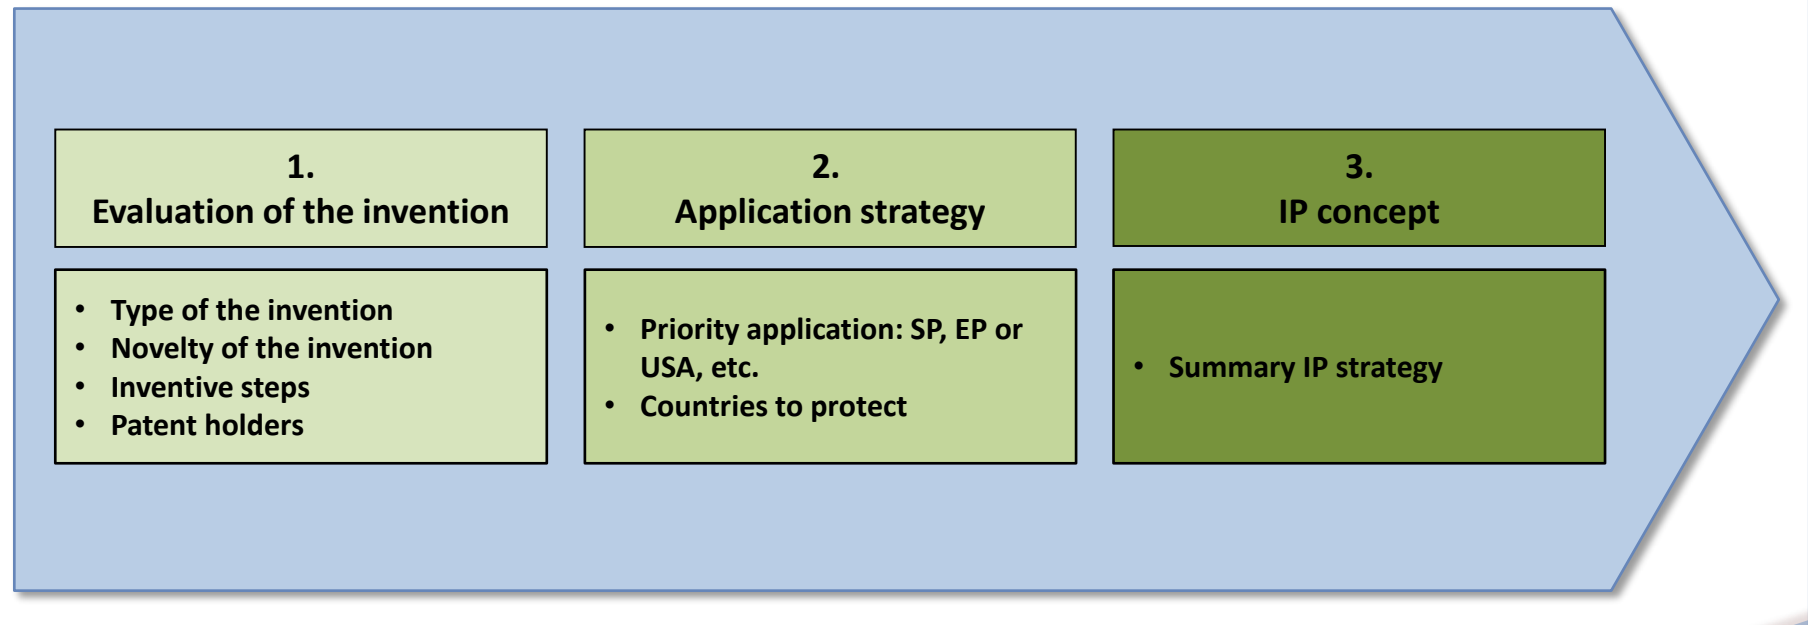 1.
Evaluation of the invention
• Type of the invention
• Novelty of the invention
• Inventive steps
• Patent holders
2.
Application strategy
• Priority application: SP, EP or
USA, etc.
• Countries to protect
3.
IP concept
• Summary IP strategy